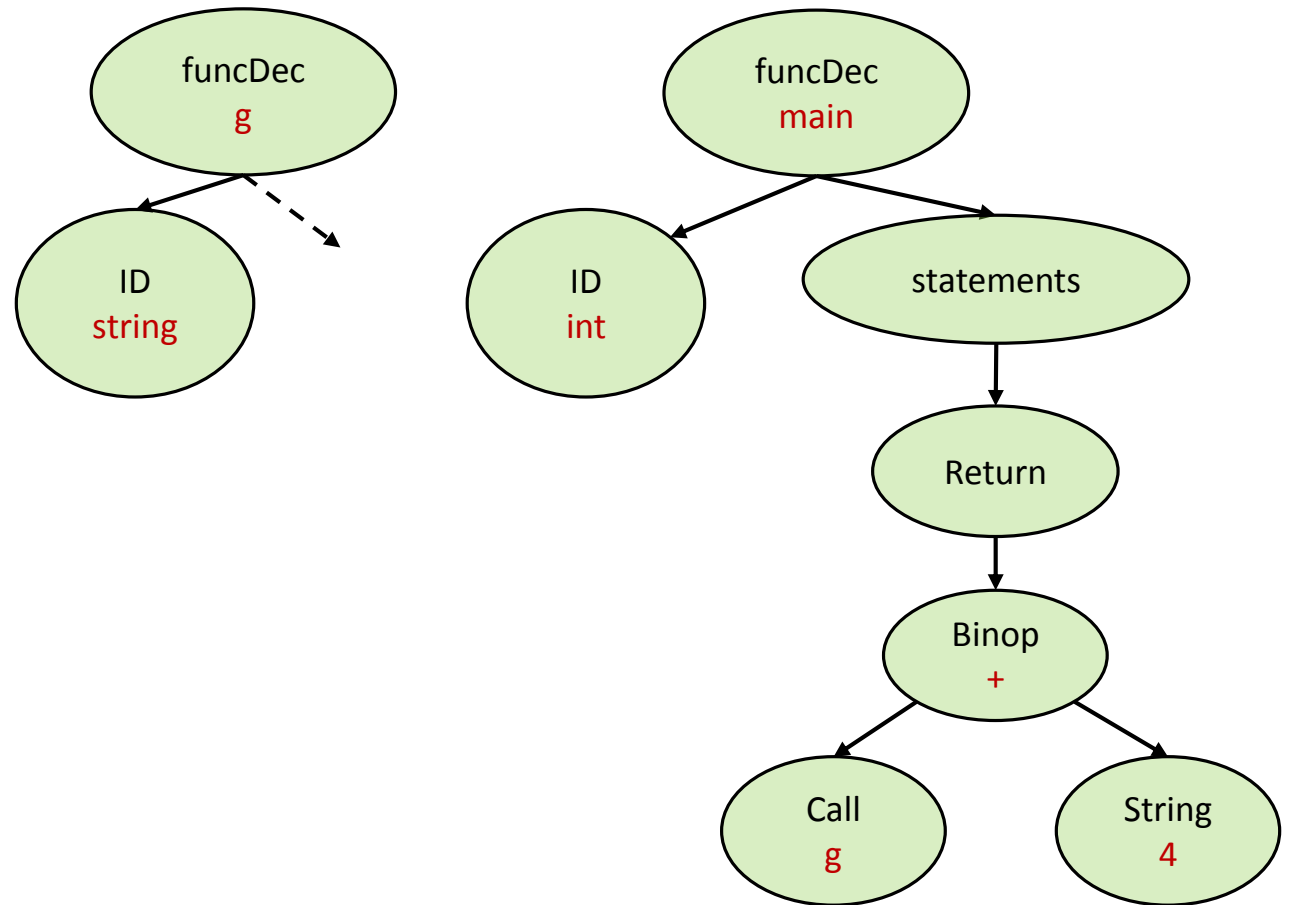 funcDec
g
funcDec
main
ID
string
ID
int
statements
Return
Binop
+
Call
g
String
4